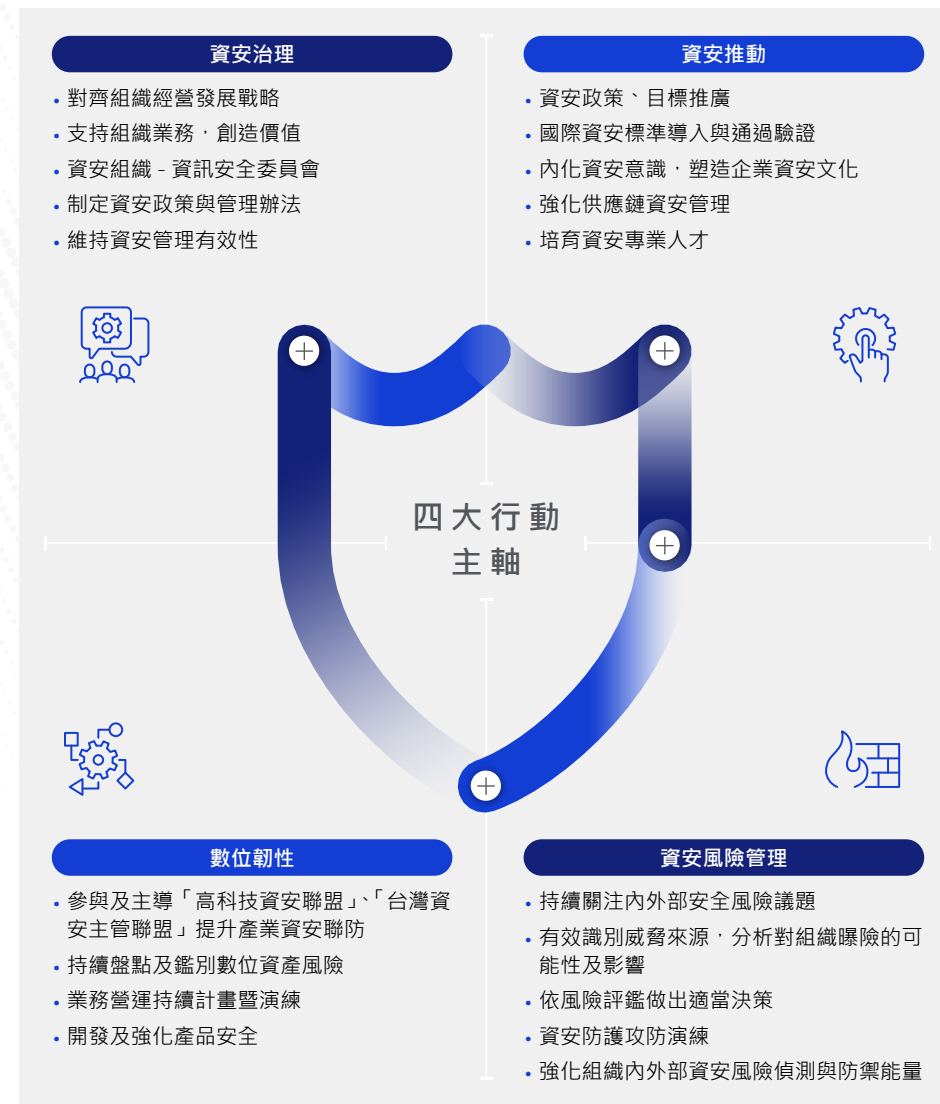 資安治理
• 對齊組織經營發展戰略
• 支持組織業務，創造價值
• 資安組織 - 資訊安全委員會
• 制定資安政策與管理辦法
• 維持資安管理有效性
資安推動
• 資安政策、目標推廣
• 國際資安標準導入與通過驗證
• 內化資安意識，塑造企業資安文化
• 強化供應鏈資安管理
• 培育資安專業人才
四大行動
主軸
數位韌性
• 參與及主導「高科技資安聯盟」、「台灣資
安主管聯盟」提升產業資安聯防
• 持續盤點及鑑別數位資產風險
• 業務營運持續計畫暨演練
• 開發及強化產品安全
資安風險管理
• 持續關注內外部安全風險議題
• 有效識別威脅來源，分析對組織曝險的可
能性及影響
• 依風險評鑑做出適當決策
• 資安防護攻防演練
• 強化組織內外部資安風險偵測與防禦能量